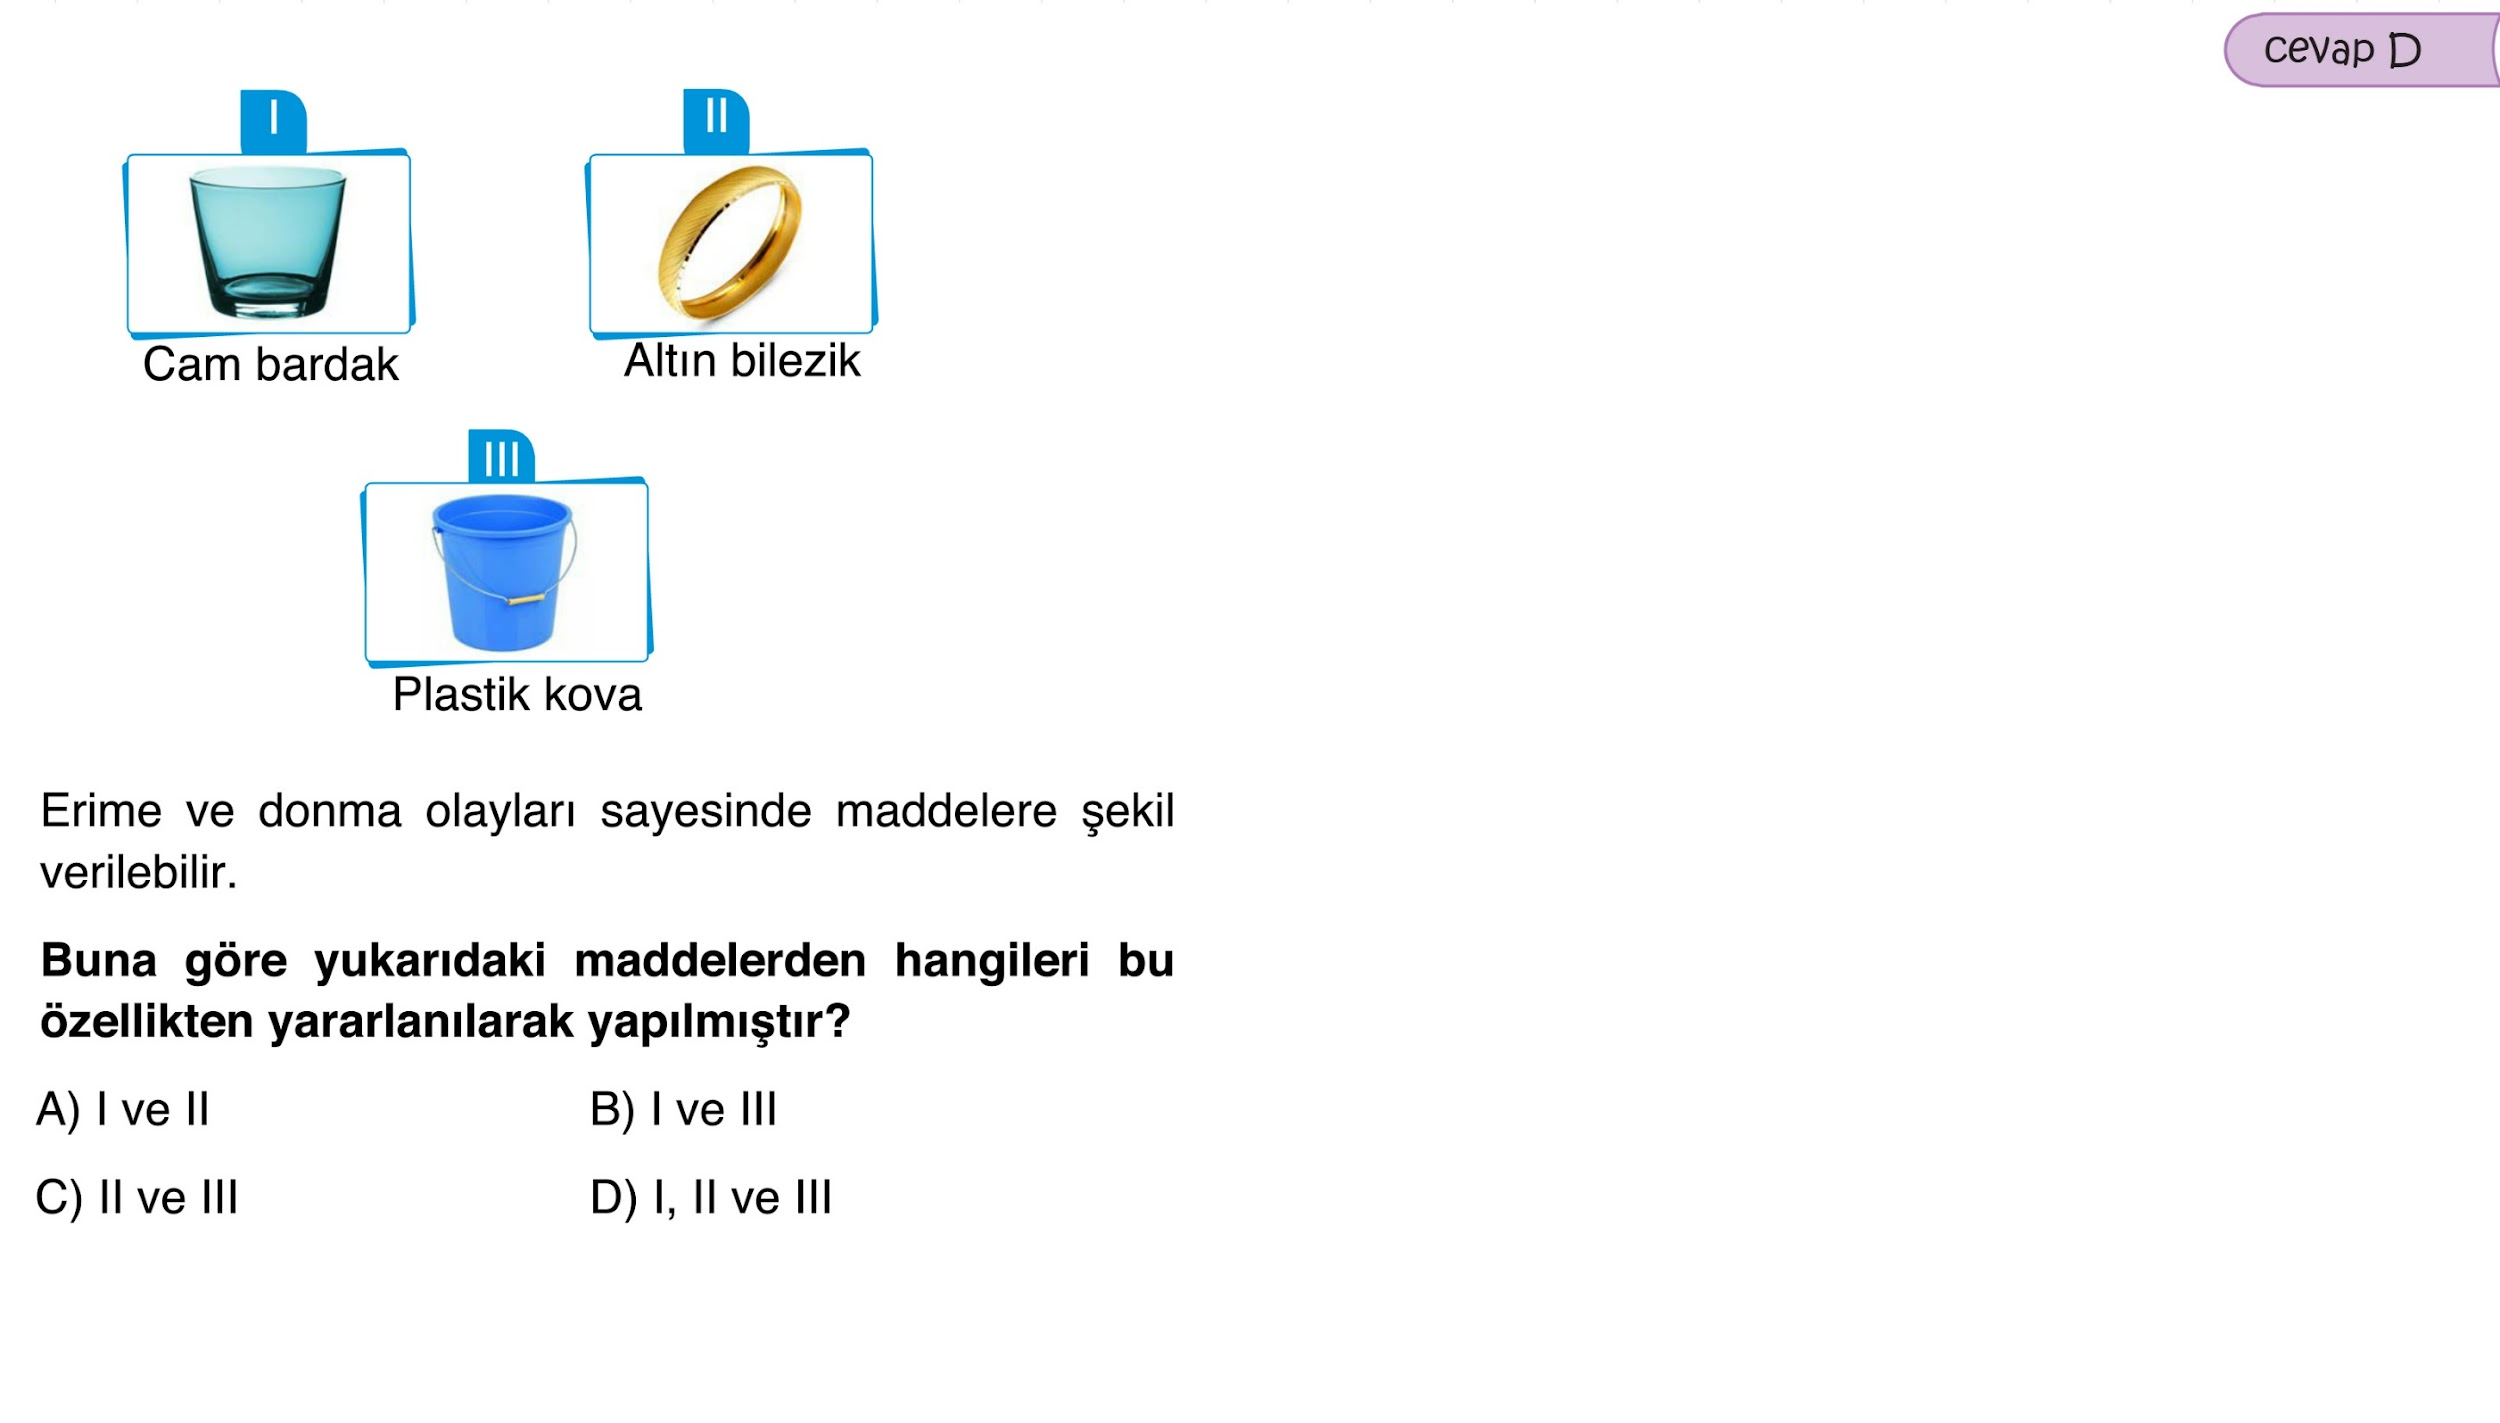 cevap D
I
II
Cam bardak
Altın bilezik
III
Plastik kova
Erime ve donma olayları sayesinde maddelere şekil
verilebilir.
Buna göre yukarıdaki maddelerden hangileri bu
özellikten yararlanılarak yapılmıştır?
A) I ve II
B) I ve III
C) II ve III
D) I, II ve III